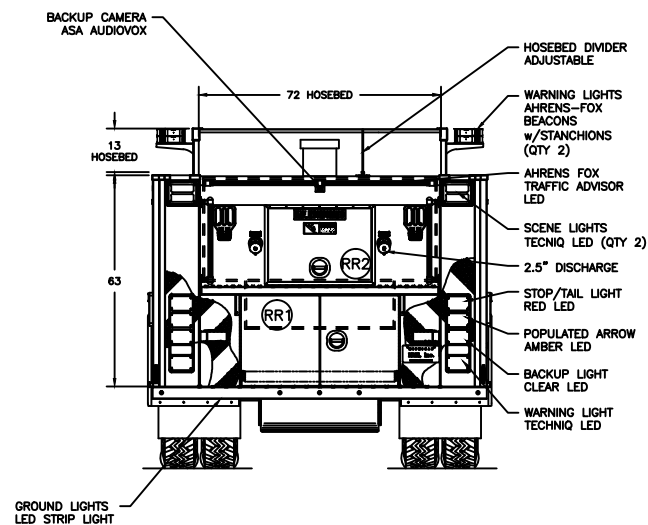 BACKUP CAMERA
ASA AUDIOVOX
HOSEBED DIVIDER
ADJUSTABLE
72 HOSEBED
WARNING LIGHTS
AHRENS-FOX
BEACONS
w/STANCHIONS
(QTY 2)
13
HOSEBED
AHRENS FOX
TRAFFIC ADVISOR
LED
SCENE LIGHTS
TECNIQ LED (QTY 2)
RR2
2.5" DISCHARGE
63
STOP/TAIL LIGHT
RED LED
RR1
POPULATED ARROW
AMBER LED
BACKUP LIGHT
CLEAR LED
WARNING LIGHT
TECHNIQ LED
GROUND LIGHTS
LED STRIP LIGHT